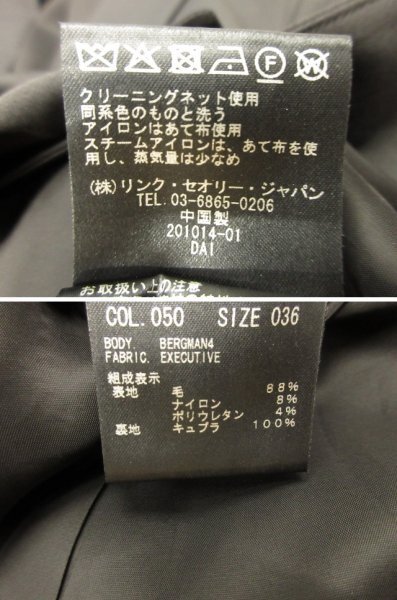 クリーニングネット使用
同系色のものと洗う
アイロンはあて布使用
スチームアイロンは、あて布を使
用し、蒸気量は少なめ
(株)リンク・セオリー・ジャパン
TEL. 03-6865-0206
中国製
201014-01
DAI
お取扱い上の注意
COL. 050 SIZE 036
BODY. BERGMAN4
FABRIC. EXECUTIVE
組成表示
表地 毛 88%
ナイロン 8%
ポリウレタン 4%
裏地 キュプラ 100%